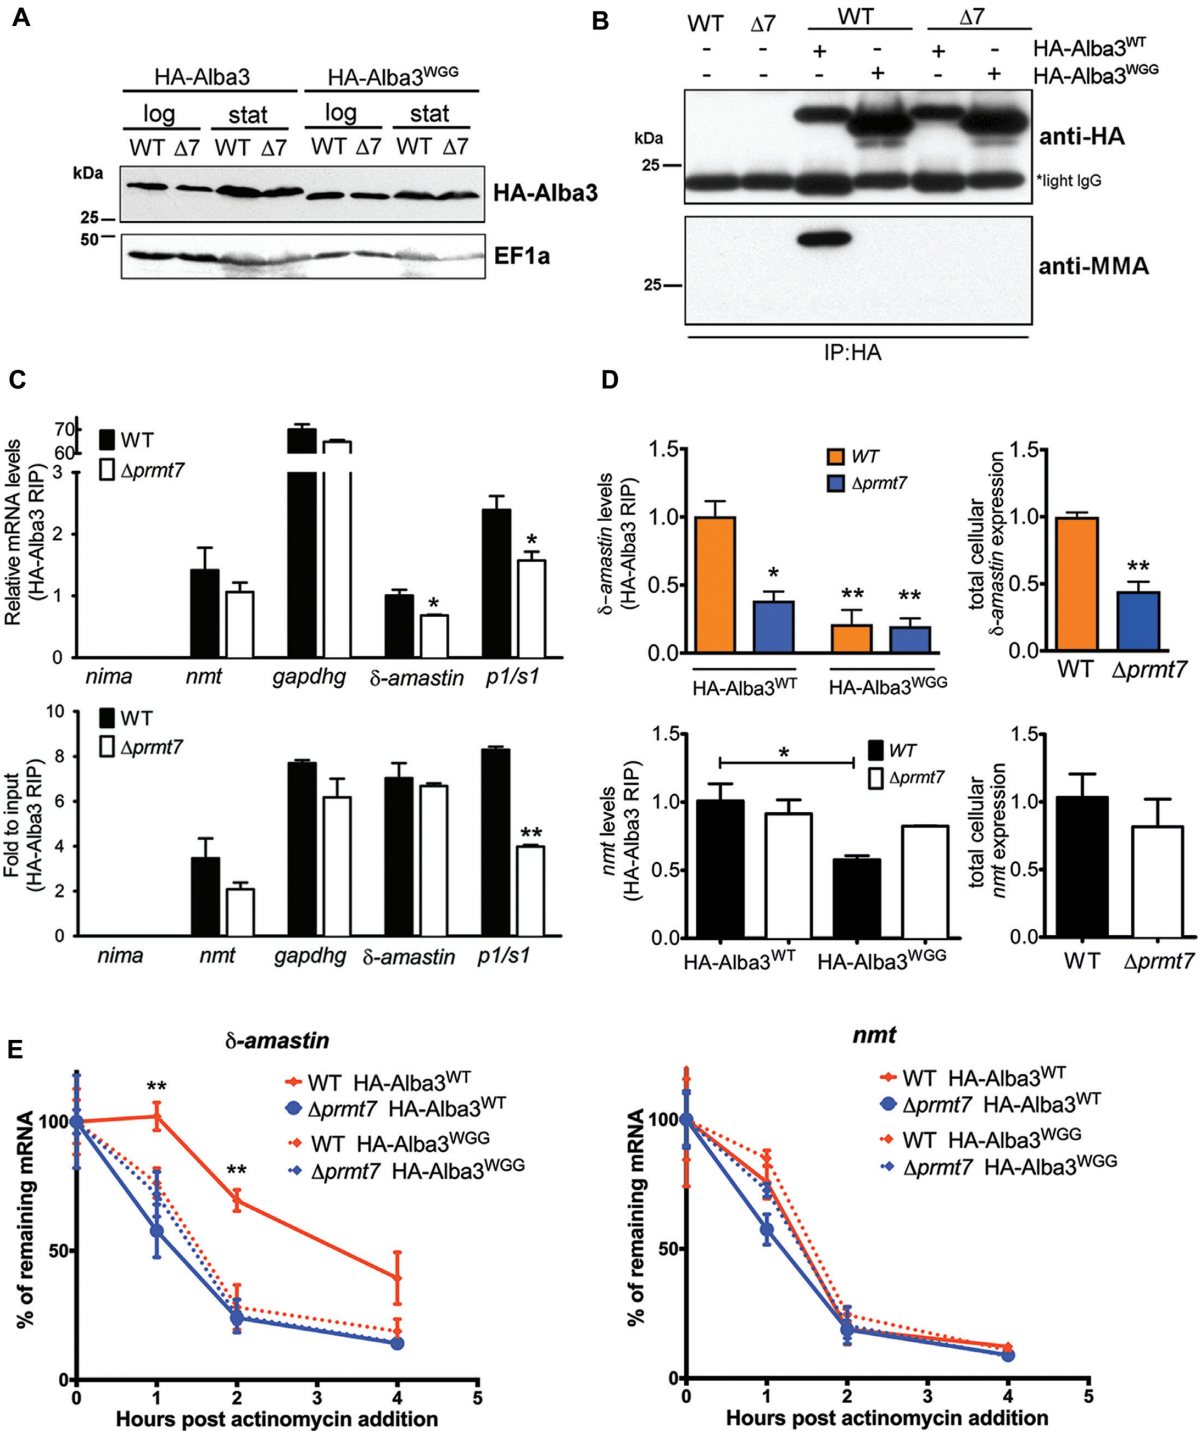 A
HA-Alba3 HA-Alba3WGG
log stat log stat
WT Δ7 WT Δ7 WT Δ7 WT Δ7
kDa
HA-Alba3
25
50
EF1a
B
WT Δ7 WT Δ7
- - + - + - HA-Alba3WT
- - - + - + HA-Alba3WGG
kDa
anti-HA
25
*light IgG
anti-MMA
25
IP:HA
C
Relative mRNA levels
(HA-Alba3 RIP)
70
60
3
2
1
0
WT
Δprmt7
*
*
nima nmt gapdhg δ-amastin p1/s1
Fold to input
(HA-Alba3 RIP)
10
8
6
4
2
0
WT
Δprmt7
**
nima nmt gapdhg δ-amastin p1/s1
D
δ-amastin levels
(HA-Alba3 RIP)
1.5
1.0
0.5
0.0
WT
Δprmt7
* ** **
HA-Alba3WT HA-Alba3WGG
total cellular
δ-amastin expression
1.5
1.0
0.5
0.0
**
WT Δprmt7
nmt levels
(HA-Alba3 RIP)
1.5
1.0
0.5
0.0
*
WT
Δprmt7
HA-Alba3WT HA-Alba3WGG
total cellular
nmt expression
1.5
1.0
0.5
0.0
WT Δprmt7
E
δ-amastin
% of remaining mRNA
100
50
0
**
**
WT HA-Alba3WT
Δprmt7 HA-Alba3WT
WT HA-Alba3WGG
Δprmt7 HA-Alba3WGG
0 1 2 3 4 5
Hours post actinomycin addition
nmt
% of remaining mRNA
100
50
0
WT HA-Alba3WT
Δprmt7 HA-Alba3WT
WT HA-Alba3WGG
Δprmt7 HA-Alba3WGG
0 1 2 3 4 5
Hours post actinomycin addition